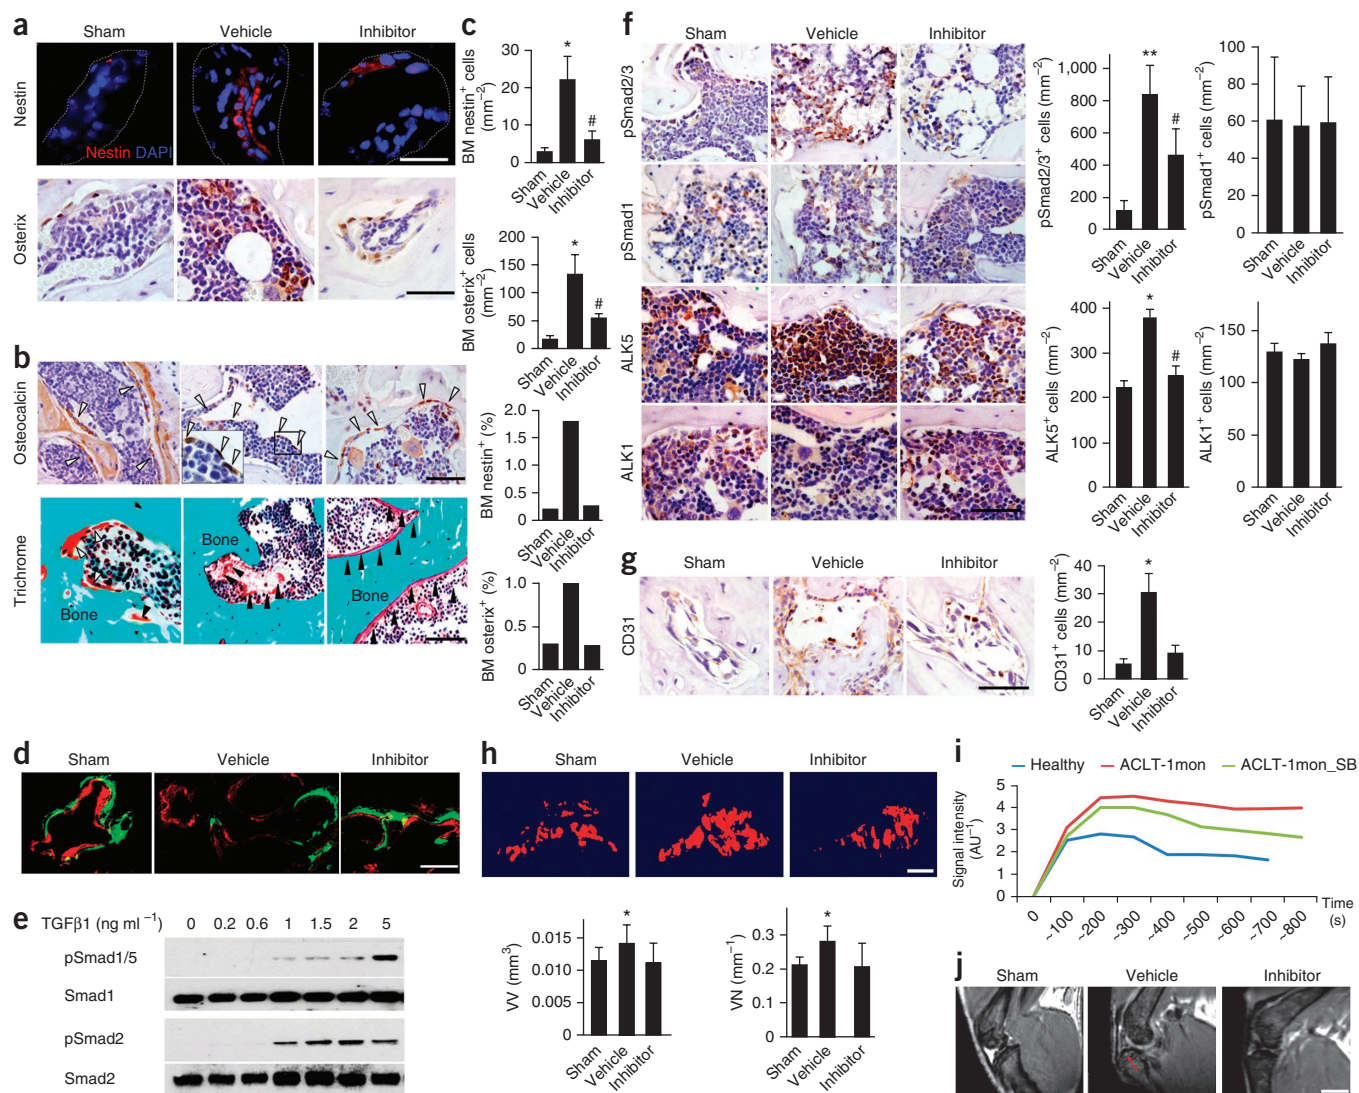 a
Sham Vehicle Inhibitor
Nestin
Nestin DAPI
Osterix
b
Osteocalcin
Trichrome
Bone
Bone
Bone
c
BM nestin+ cells (mm−2)
30
20
10
0
*
#
Sham Vehicle Inhibitor
BM osterix+ cells (mm−2)
200
150
100
50
0
*
#
Sham Vehicle Inhibitor
BM nestin+ (%)
2.0
1.5
1.0
0.5
0
Sham Vehicle Inhibitor
BM osterix+ (%)
1.0
0.5
0
Sham Vehicle Inhibitor
d
Sham Vehicle Inhibitor
e
TGFβ1 (ng ml −1) 0 0.2 0.6 1 1.5 2 5
pSmad1/5
Smad1
pSmad2
Smad2
f
Sham Vehicle Inhibitor
pSmad2/3
pSmad1
ALK5
ALK1
pSmad2/3+ cells (mm−2)
1,000
800
600
400
200
0
**
#
Sham Vehicle Inhibitor
pSmad1+ cells (mm−2)
100
80
60
40
20
0
Sham Vehicle Inhibitor
ALK5+ cells (mm−2)
400
200
0
*
#
Sham Vehicle Inhibitor
ALK1+ cells (mm−2)
150
100
50
0
Sham Vehicle Inhibitor
g
Sham Vehicle Inhibitor
CD31
CD31+ cells (mm−2)
40
30
20
10
0
*
Sham Vehicle Inhibitor
h
Sham Vehicle Inhibitor
VV (mm3)
0.015
0.010
0.005
0
*
Sham Vehicle Inhibitor
VN (mm−1)
0.3
0.2
0.1
0
*
Sham Vehicle Inhibitor
i
Healthy ACLT-1mon ACLT-1mon_SB
Signal intensity (AU−1)
5
4
3
2
1
0
0 ~100 ~200 ~300 ~400 ~500 ~600 ~700 ~800
Time (s)
j
Sham Vehicle Inhibitor